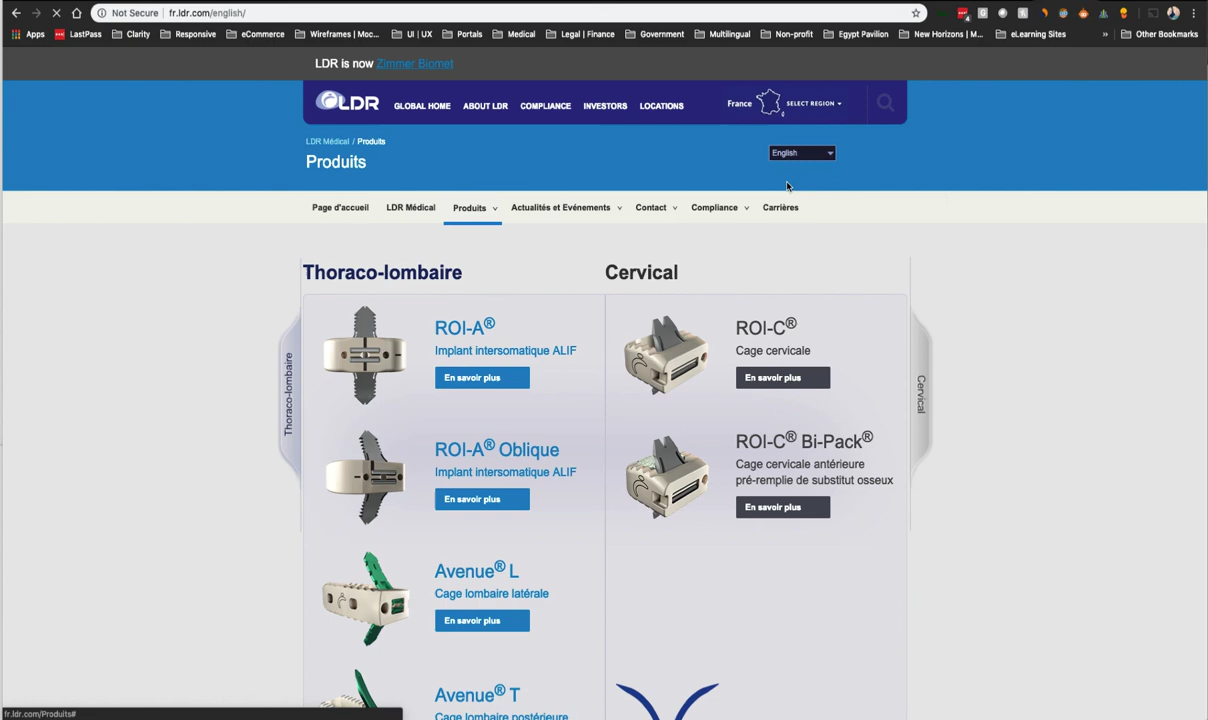 Not Secure | fr.ldr.com/english/
Apps LastPass Clarity Responsive eCommerce Wireframes | Moc... UI | UX Portals Medical Legal | Finance Government Multilingual Non-profit Egypt Pavilion New Horizons | M... eLearning Sites » Other Bookmarks
LDR is now Zimmer Biomet
LDR GLOBAL HOME ABOUT LDR COMPLIANCE INVESTORS LOCATIONS France SELECT REGION
LDR Médical / Produits
Produits
English
Page d'accueil LDR Médical Produits Actualités et Evénements Contact Compliance Carrières
Thoraco-lombaire
Cervical
Thoraco-lombaire
ROI-A®
Implant intersomatique ALIF
En savoir plus
ROI-A® Oblique
Implant intersomatique ALIF
En savoir plus
Avenue® L
Cage lombaire latérale
En savoir plus
Avenue® T
Cage lombaire postérieure
ROI-C®
Cage cervicale
En savoir plus
ROI-C® Bi-Pack®
Cage cervicale antérieure
pré-remplie de substitut osseux
En savoir plus
Cervical
fr.ldr.com/Produits#